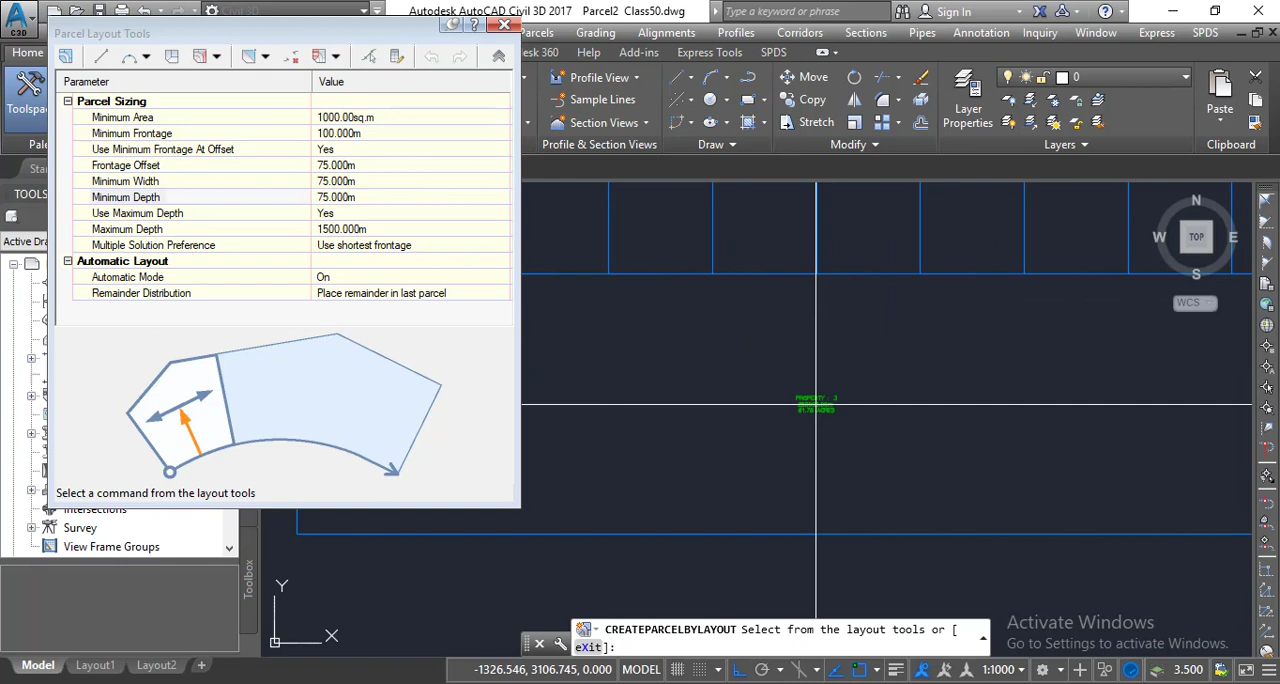 Autodesk AutoCAD Civil 3D 2017   Parcel2  Class50.dwg
Type a keyword or phrase
Sign In
C3D
Parcel Layout Tools
Home
Parcels
Grading
Alignments
Profiles
Corridors
Sections
Pipes
Annotation
Inquiry
Window
Express
SPDS
Desk 360
Help
Add-ins
Express Tools
SPDS
Toolspa
Profile View
Sample Lines
Section Views
Profile & Section Views
Draw
Move
Copy
Stretch
Modify
Layer
Properties
0
Layers
Paste
Clipboard
TOOLS
Active Dra
Parameter Value
Parcel Sizing
Minimum Area 1000.00sq.m
Minimum Frontage 100.000m
Use Minimum Frontage At Offset Yes
Frontage Offset 75.000m
Minimum Width 75.000m
Minimum Depth 75.000m
Use Maximum Depth Yes
Maximum Depth 1500.000m
Multiple Solution Preference Use shortest frontage
Automatic Layout
Automatic Mode On
Remainder Distribution Place remainder in last parcel
Select a command from the layout tools
Intersections
Survey
View Frame Groups
Toolbox
N
W TOP E
S
WCS
Y
X
CREATEPARCELBYLAYOUT Select from the layout tools or [
eXit]:
Activate Windows
Go to Settings to activate Windows.
Model
Layout1
Layout2
+
-1326.546, 3106.745, 0.000
MODEL
1:1000
3.500